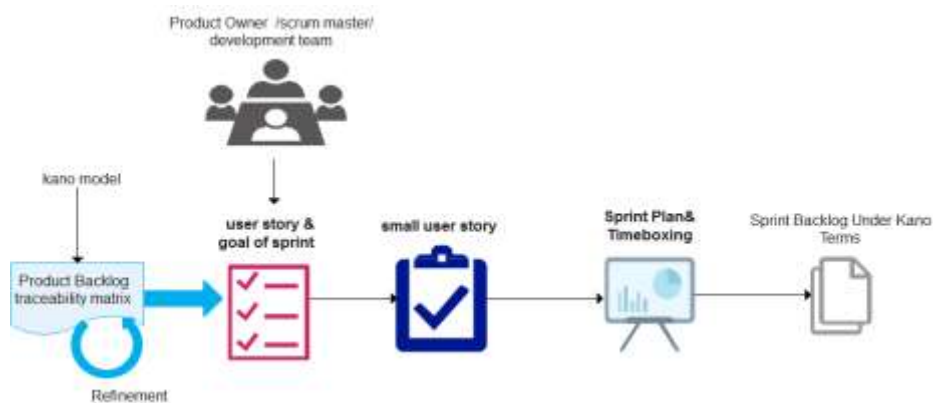 Product Owner /scrum master/
development team
kano model
user story &
goal of sprint
small user story
Sprint Plan&
Timeboxing
Sprint Backlog Under Kano
Terms
Product Backlog
traceability matrix
Refinement